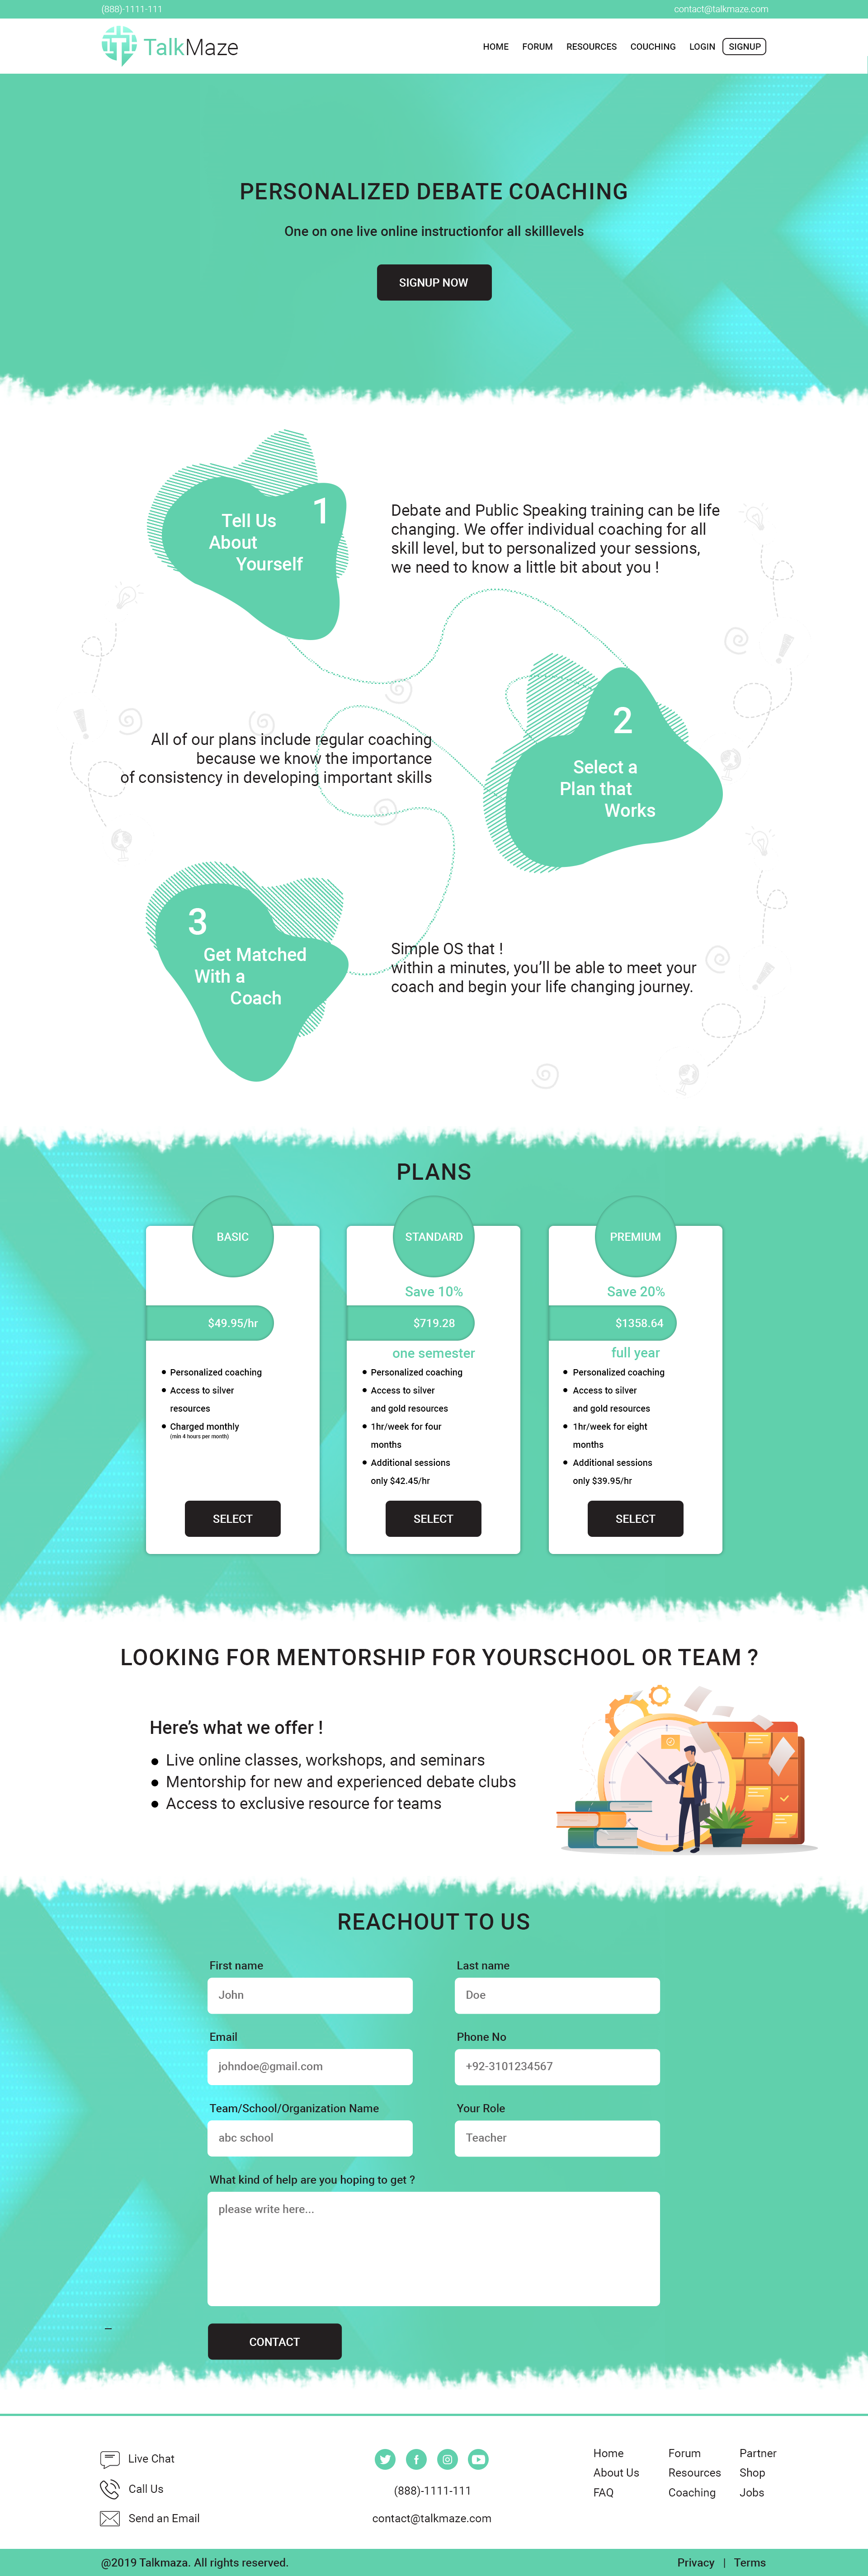 (888)-1111-111
contact@talkmaze.com
TalkMaze
HOME
FORUM
RESOURCES
COUCHING
LOGIN
SIGNUP
PERSONALIZED DEBATE COACHING
One on one live online instructionfor all skilllevels
SIGNUP NOW
1
Tell Us
About
Yourself
Debate and Public Speaking training can be life
changing. We offer individual coaching for all
skill level, but to personalized your sessions,
we need to know a little bit about you !
2
Select a
Plan that
Works
All of our plans include regular coaching
because we know the importance
of consistency in developing important skills
3
Get Matched
With a
Coach
Simple OS that !
within a minutes, you'll be able to meet your
coach and begin your life changing journey.
PLANS
BASIC
$49.95/hr
Personalized coaching
Access to silver
resources
Charged monthly
(min 4 hours per month)
SELECT
STANDARD
Save 10%
$719.28
one semester
Personalized coaching
Access to silver
and gold resources
1hr/week for four
months
Additional sessions
only $42.45/hr
SELECT
PREMIUM
Save 20%
$1358.64
full year
Personalized coaching
Access to silver
and gold resources
1hr/week for eight
months
Additional sessions
only $39.95/hr
SELECT
LOOKING FOR MENTORSHIP FOR YOURSCHOOL OR TEAM ?
Here's what we offer !
Live online classes, workshops, and seminars
Mentorship for new and experienced debate clubs
Access to exclusive resource for teams
REACHOUT TO US
First name
Last name
John
Doe
Email
Phone No
johndoe@gmail.com
+92-3101234567
Team/School/Organization Name
Your Role
abc school
Teacher
What kind of help are you hoping to get ?
please write here...
CONTACT
Live Chat
Call Us
Send an Email
(888)-1111-111
contact@talkmaze.com
Home
About Us
FAQ
Forum
Resources
Coaching
Partner
Shop
Jobs
@2019 Talkmaza. All rights reserved.
Privacy | Terms